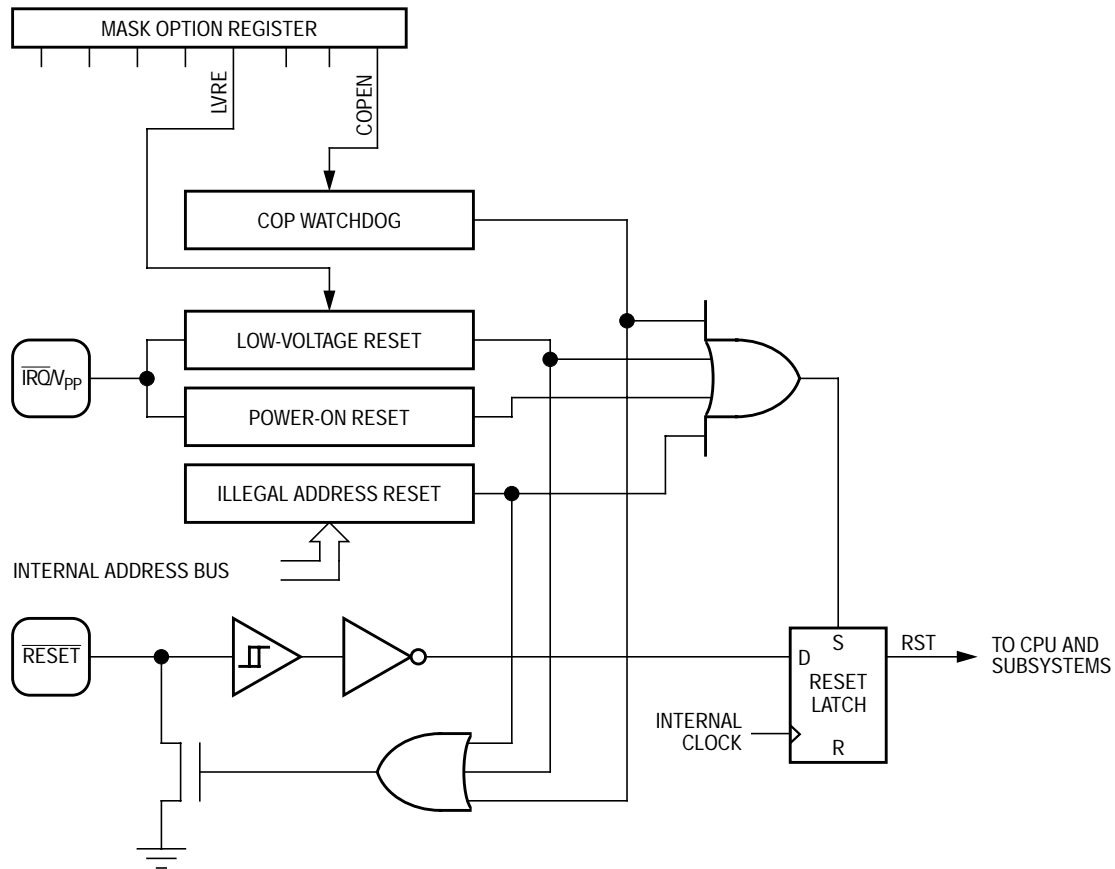 MASK OPTION REGISTER
LVRE
COPEN
COP WATCHDOG
LOW-VOLTAGE RESET
IRQ/VPP
POWER-ON RESET
ILLEGAL ADDRESS RESET
INTERNAL ADDRESS BUS
RESET
D
S
RESET
LATCH
R
RST
TO CPU AND
SUBSYSTEMS
INTERNAL
CLOCK